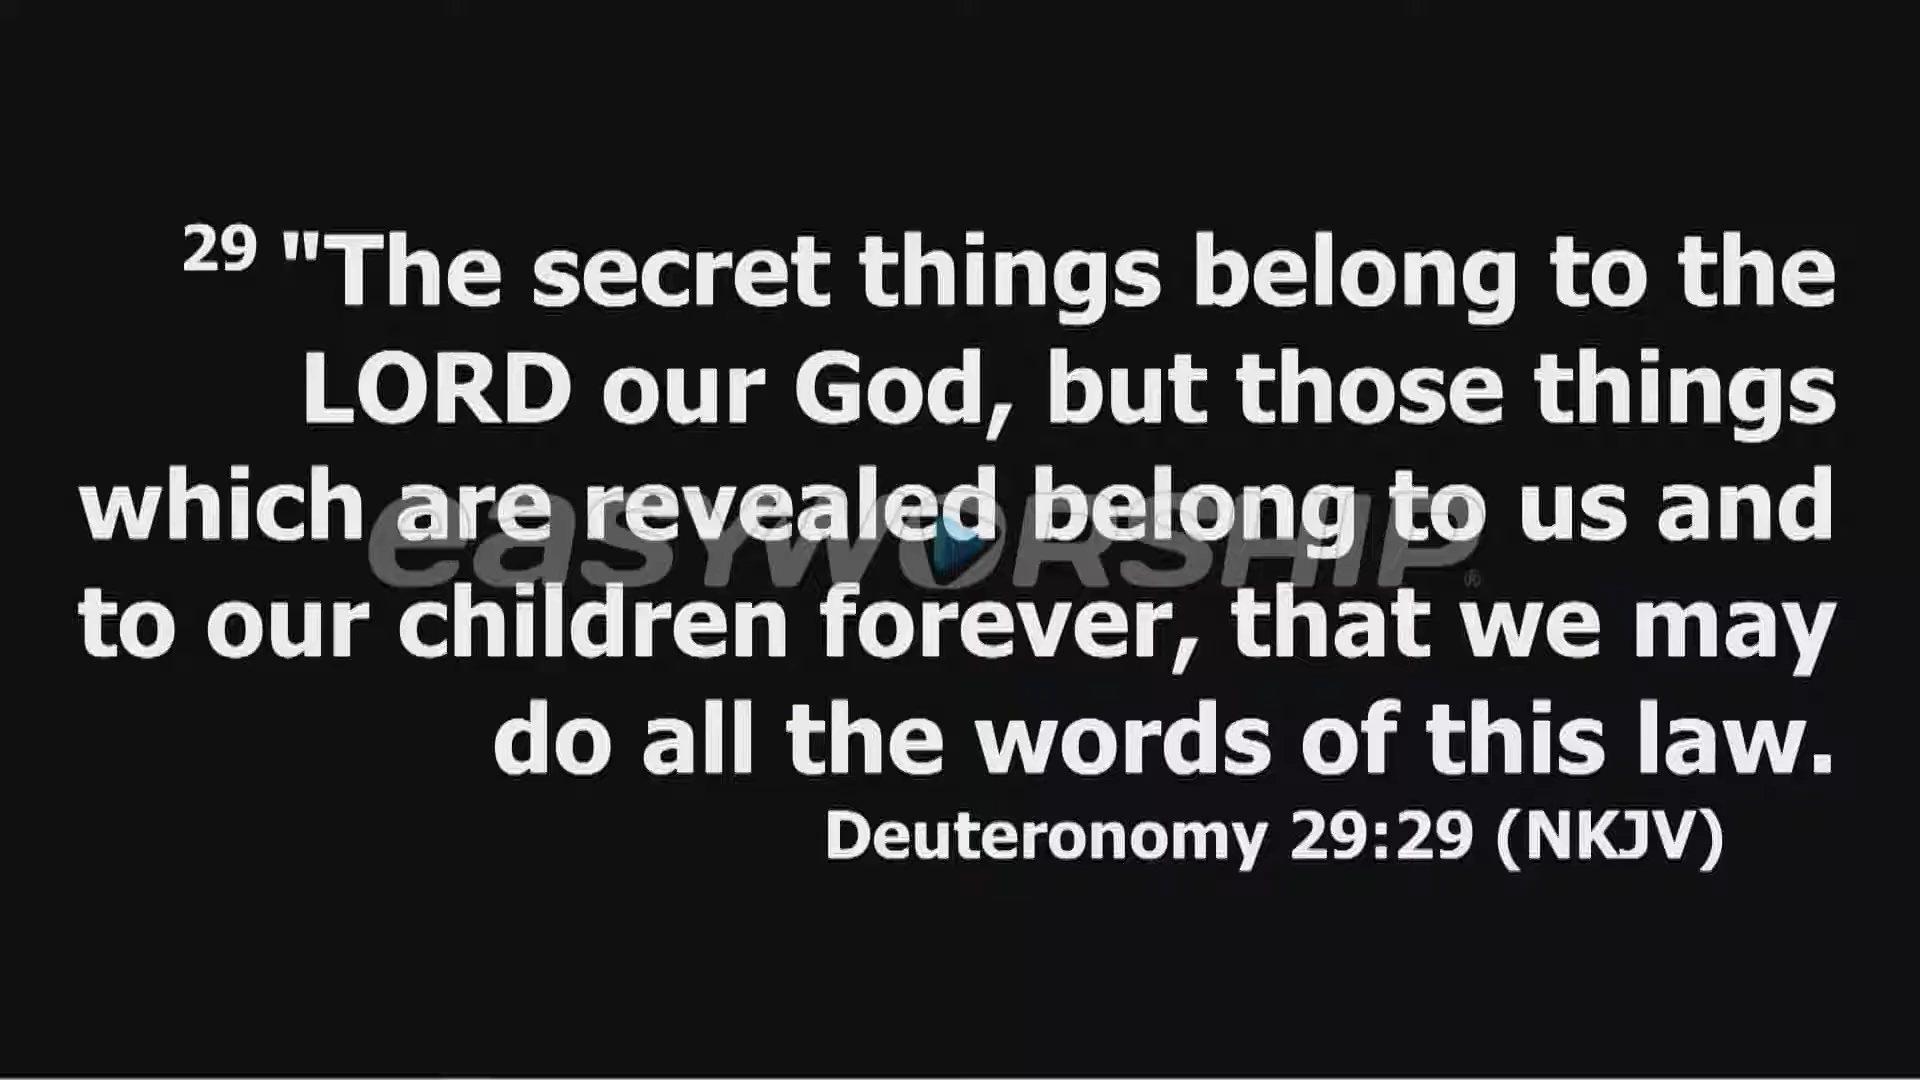 29 "The secret things belong to the
LORD our God, but those things
which are revealed belong to us and
to our children forever, that we may
do all the words of this law.
Deuteronomy 29:29 (NKJV)
easyWORSHIP®